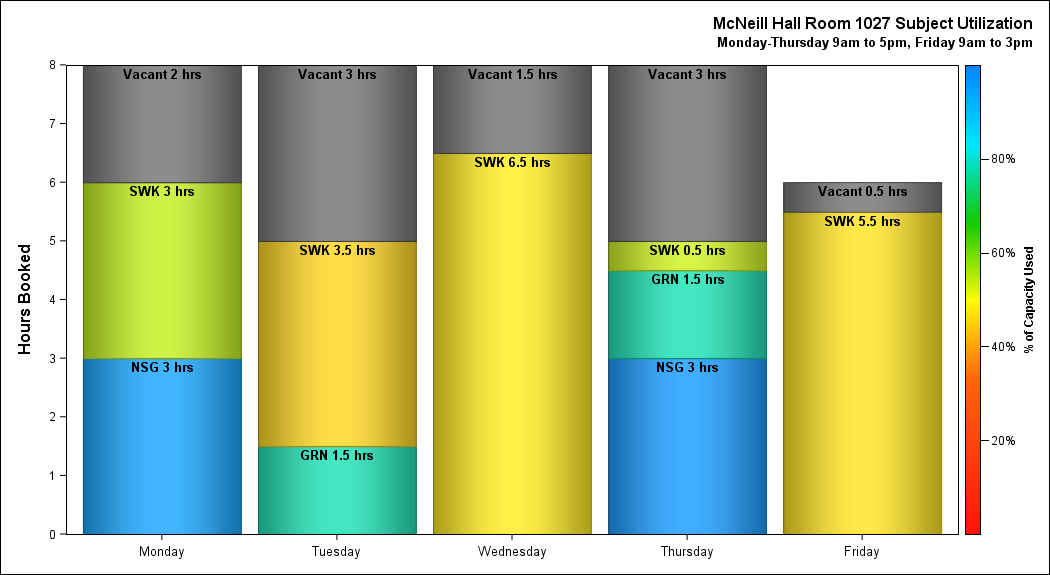 McNeill Hall Room 1027 Subject Utilization
Monday-Thursday 9am to 5pm, Friday 9am to 3pm
Hours Booked
8
7
6
5
4
3
2
1
0
Vacant 2 hrs
SWK 3 hrs
NSG 3 hrs
Vacant 3 hrs
SWK 3.5 hrs
GRN 1.5 hrs
Vacant 1.5 hrs
SWK 6.5 hrs
Vacant 3 hrs
SWK 0.5 hrs
GRN 1.5 hrs
NSG 3 hrs
Vacant 0.5 hrs
SWK 5.5 hrs
Monday
Tuesday
Wednesday
Thursday
Friday
80%
60%
40%
20%
% of Capacity Used